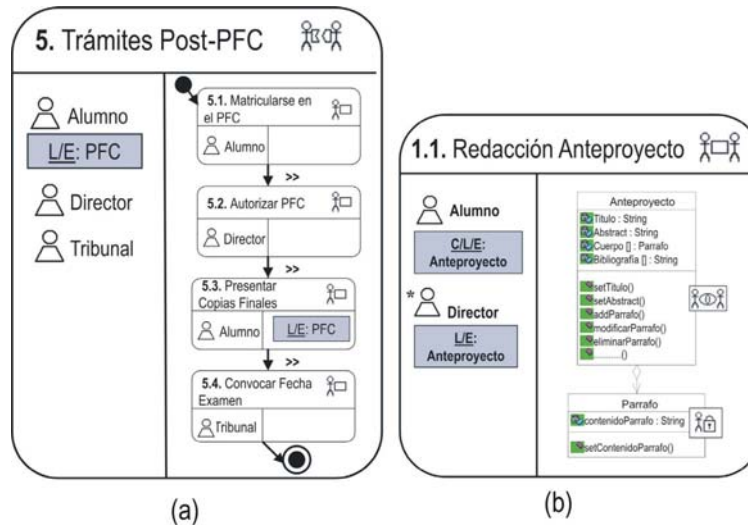 5. Trámites Post-PFC
Alumno
L/E: PFC
Director
Tribunal
5.1. Matricularse en
el PFC
Alumno
>>
5.2. Autorizar PFC
Director
>>
5.3. Presentar
Copias Finales
Alumno
L/E: PFC
>>
5.4. Convocar Fecha
Examen
Tribunal
(a)
1.1. Redacción Anteproyecto
Alumno
C/L/E:
Anteproyecto
* Director
L/E:
Anteproyecto
Anteproyecto
Titulo : String
Abstract : String
Cuerpo [] : Parrafo
Bibliografía [] : String
setTitulo()
setAbstract()
addParrafo()
modificarParrafo()
eliminarParrafo()
..........()
Parrafo
contenidoParrafo : String
setContenidoParrafo()
(b)